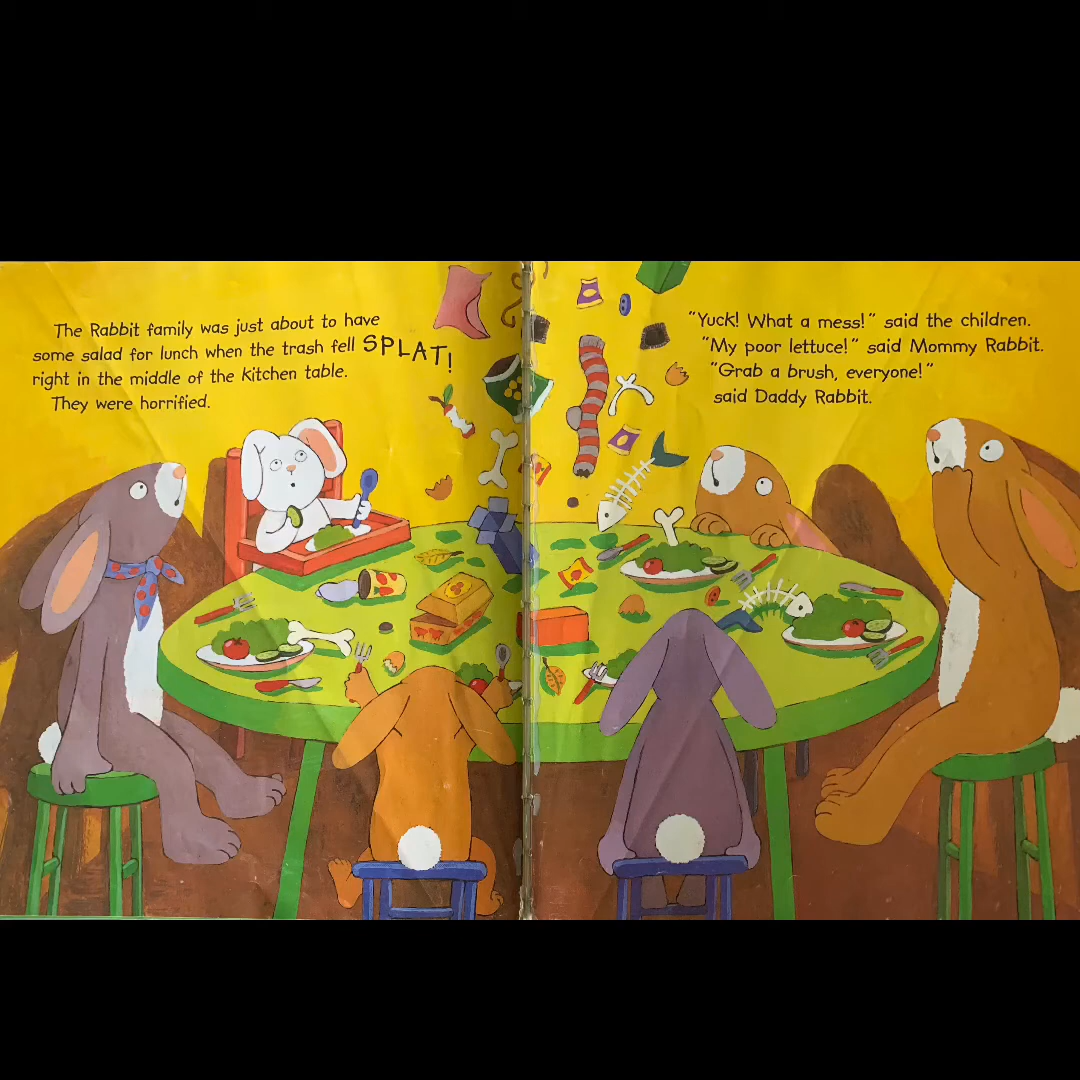 The Rabbit family was just about to have
some salad for lunch when the trash fell SPLAT!
right in the middle of the kitchen table.
They were horrified.
"Yuck! What a mess!" said the children.
"My poor lettuce!" said Mommy Rabbit.
"Grab a brush, everyone!"
said Daddy Rabbit.